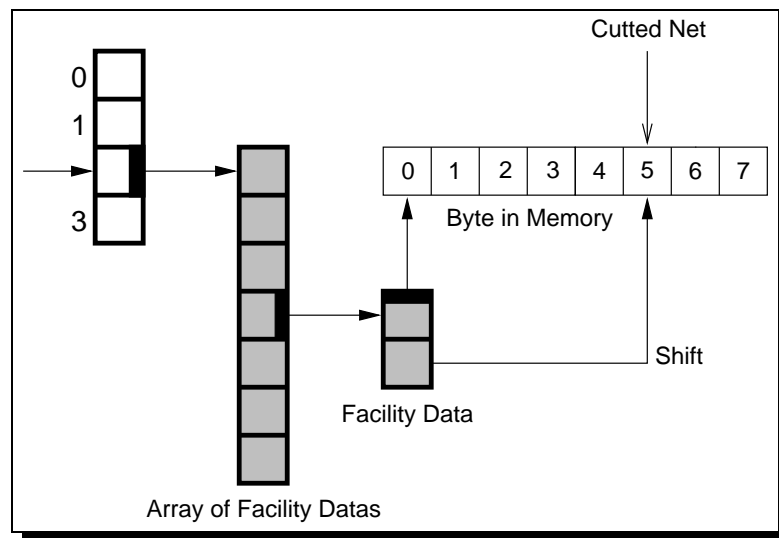 Cutted Net
0
1
3
0 1 2 3 4 5 6 7
Byte in Memory
Shift
Facility Data
Array of Facility Datas